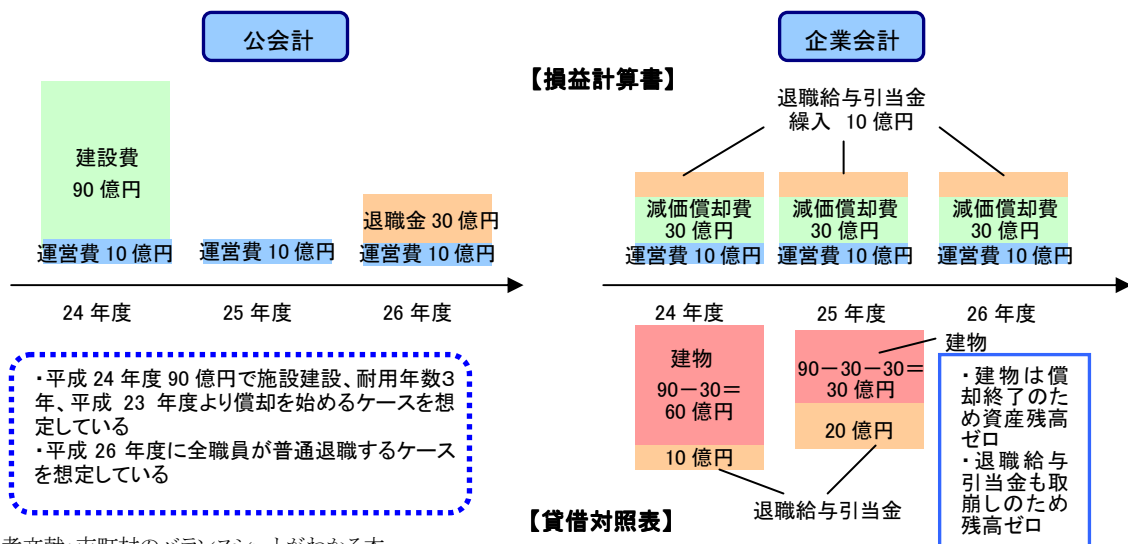 公会計
企業会計
【損益計算書】
退職給与引当金
繰入 10 億円
建設費
90 億円
運営費 10 億円
運営費 10 億円
退職金 30 億円
運営費 10 億円
24 年度
25 年度
26 年度
減価償却費
30 億円
運営費 10 億円
減価償却費
30 億円
運営費 10 億円
減価償却費
30 億円
運営費 10 億円
24 年度
25 年度
26 年度
・平成 24 年度 90 億円で施設建設、耐用年数3
年、平成 23 年度より償却を始めるケースを想
定している
・平成 26 年度に全職員が普通退職するケース
を想定している
建物
90-30=
60 億円
10 億円
90-30-30=
30 億円
20 億円
建物
退職給与引当金
・建物は償
却終了のた
め資産残高
ゼロ
・退職給与
引当金も取
崩しのため
残高ゼロ
【貸借対照表】